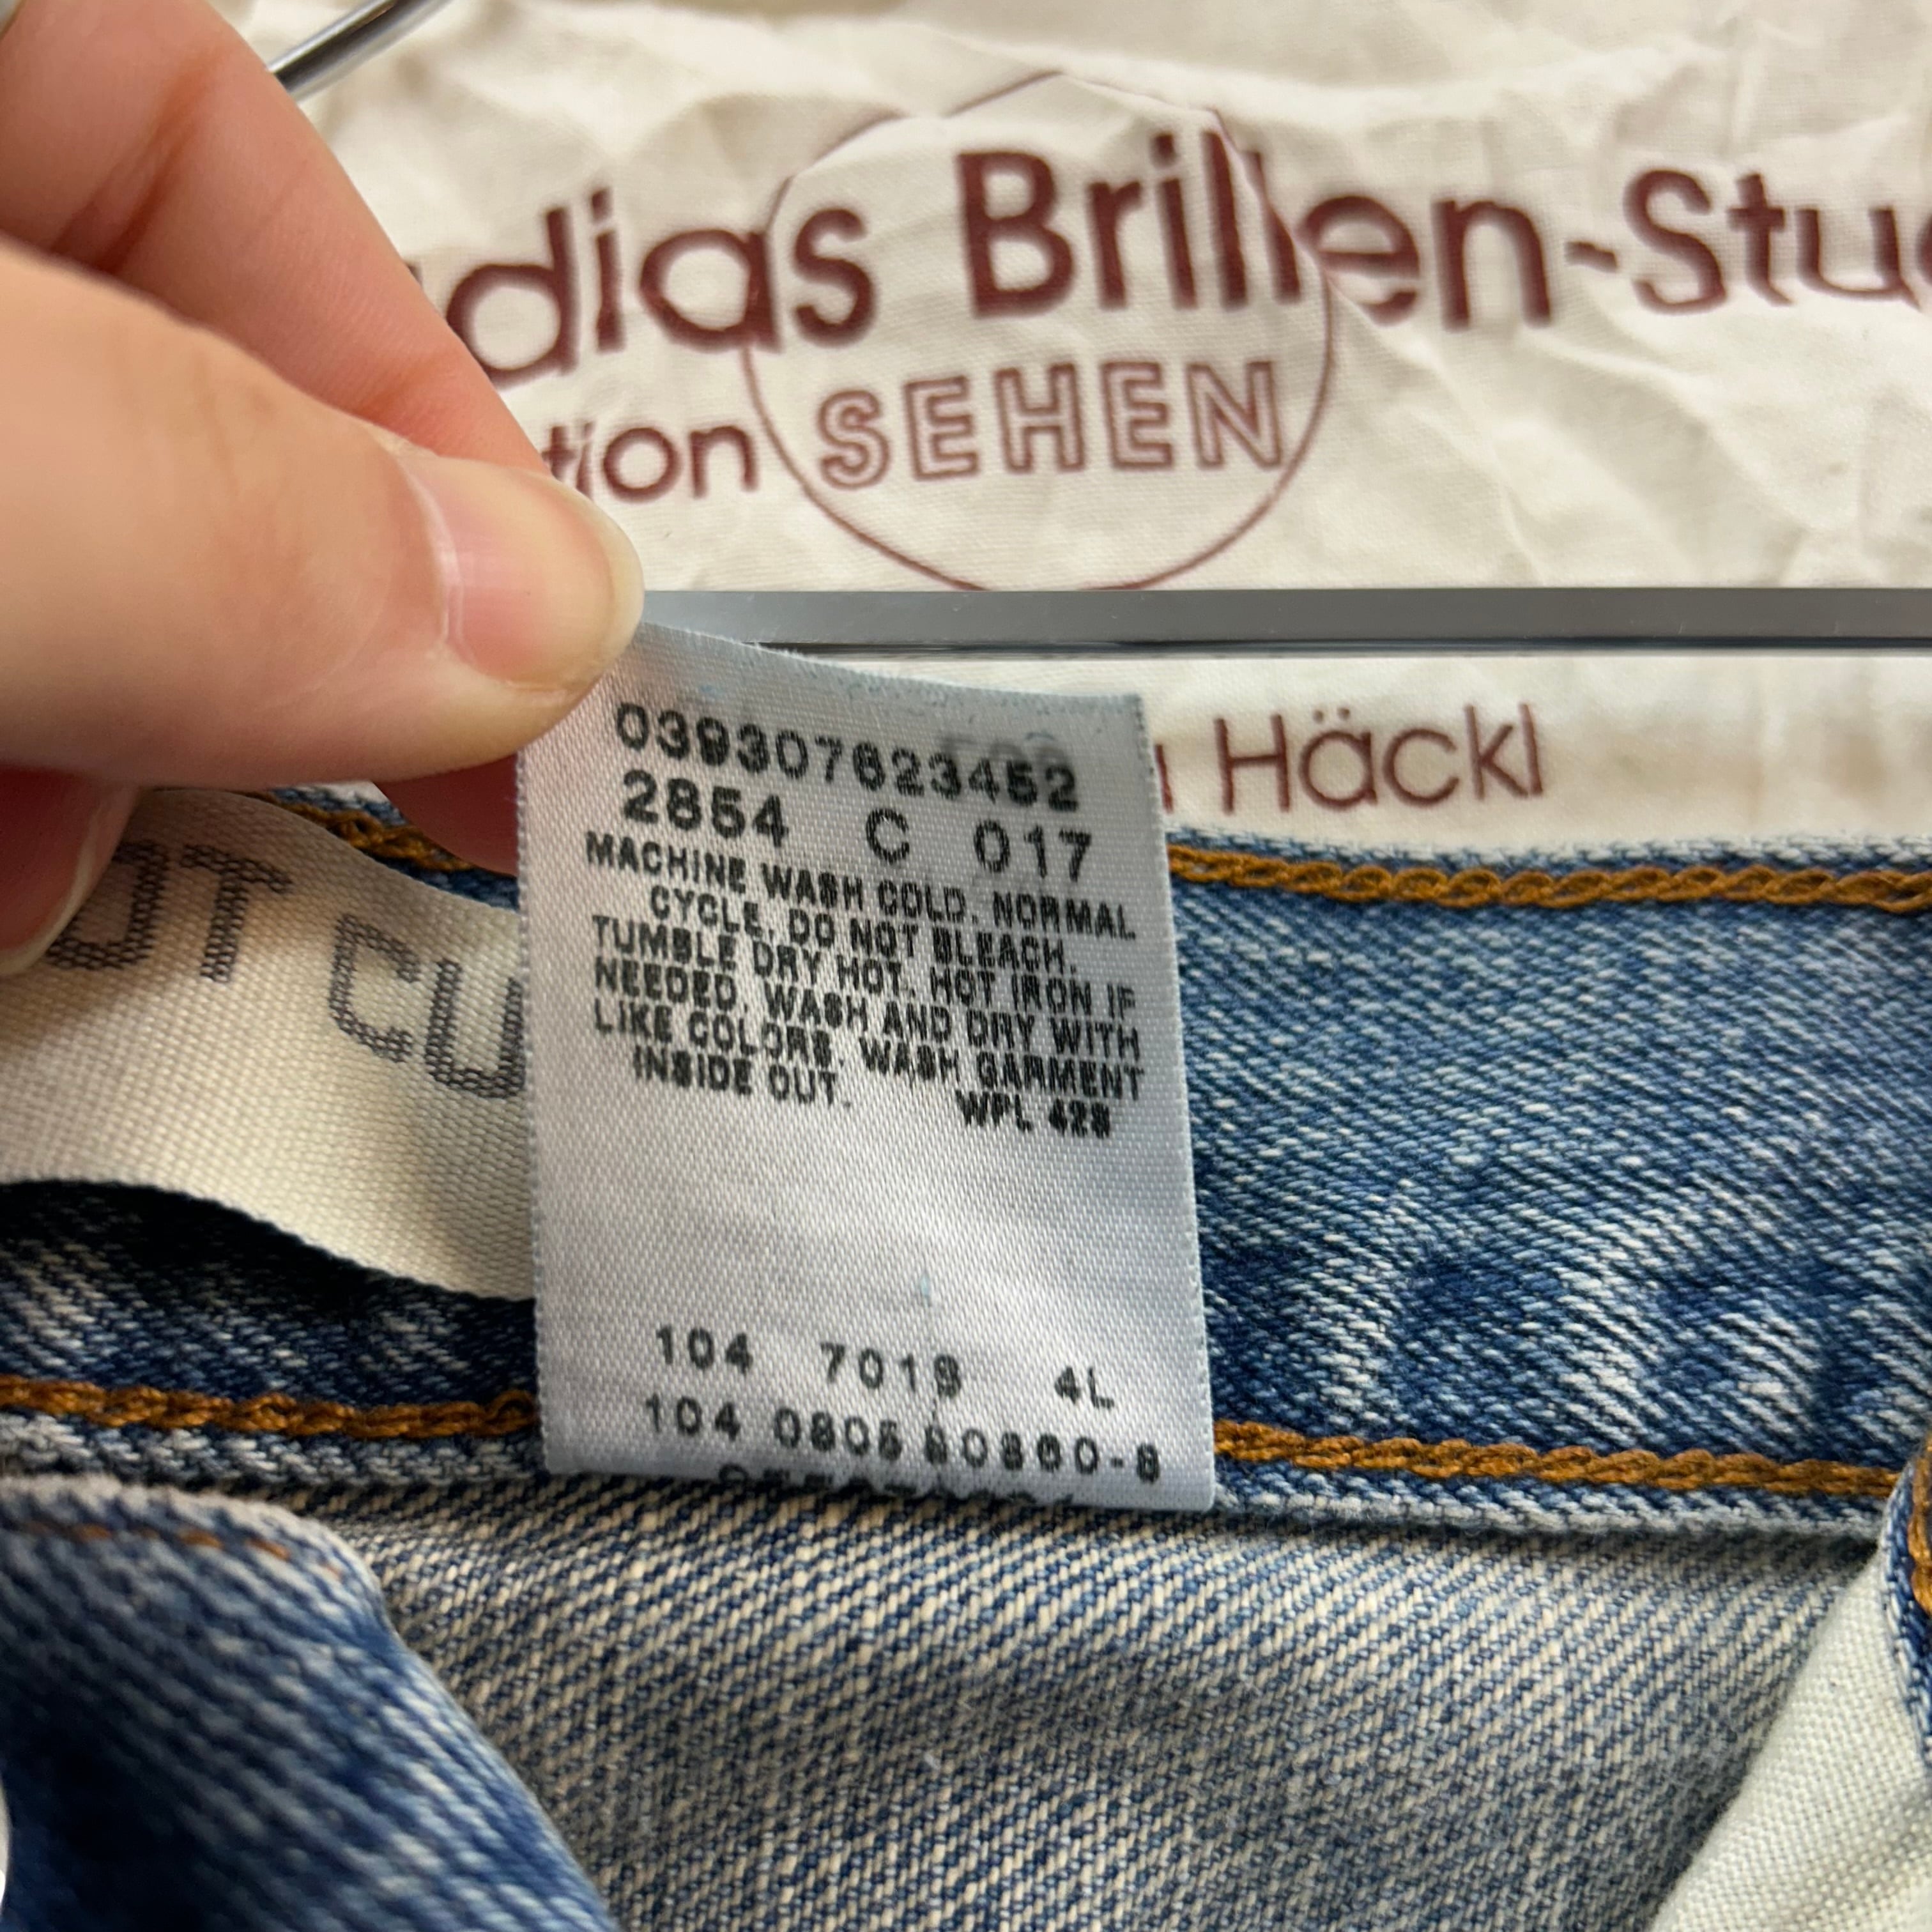 dias Brillen-Stu
tion SEHEN
Häckl
UT CU
039307623452
2854 C 017
MACHINE WASH COLD. NORMAL
CYCLE. DO NOT BLEACH.
TUMBLE DRY HOT. HOT IRON IF
NEEDED. WASH AND DRY WITH
LIKE COLORS. WASH GARMENT
INSIDE OUT.
WPL 423
104 7019 4L
104 0805